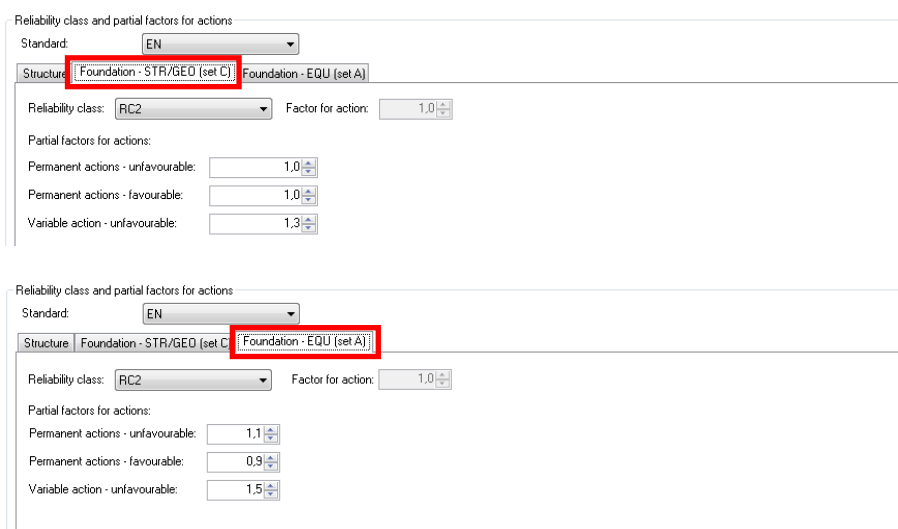 Reliability class and partial factors for actions
Standard: EN
Structure Foundation - STR/GEO (set C) Foundation - EQU (set A)
Reliability class: RC2 Factor for action: 1,0
Partial factors for actions:
Permanent actions - unfavourable: 1,0
Permanent actions - favourable: 1,0
Variable action - unfavourable: 1,3
Reliability class and partial factors for actions
Standard: EN
Structure Foundation - STR/GEO (set C) Foundation - EQU (set A)
Reliability class: RC2 Factor for action: 1,0
Partial factors for actions:
Permanent actions - unfavourable: 1,1
Permanent actions - favourable: 0,9
Variable action - unfavourable: 1,5